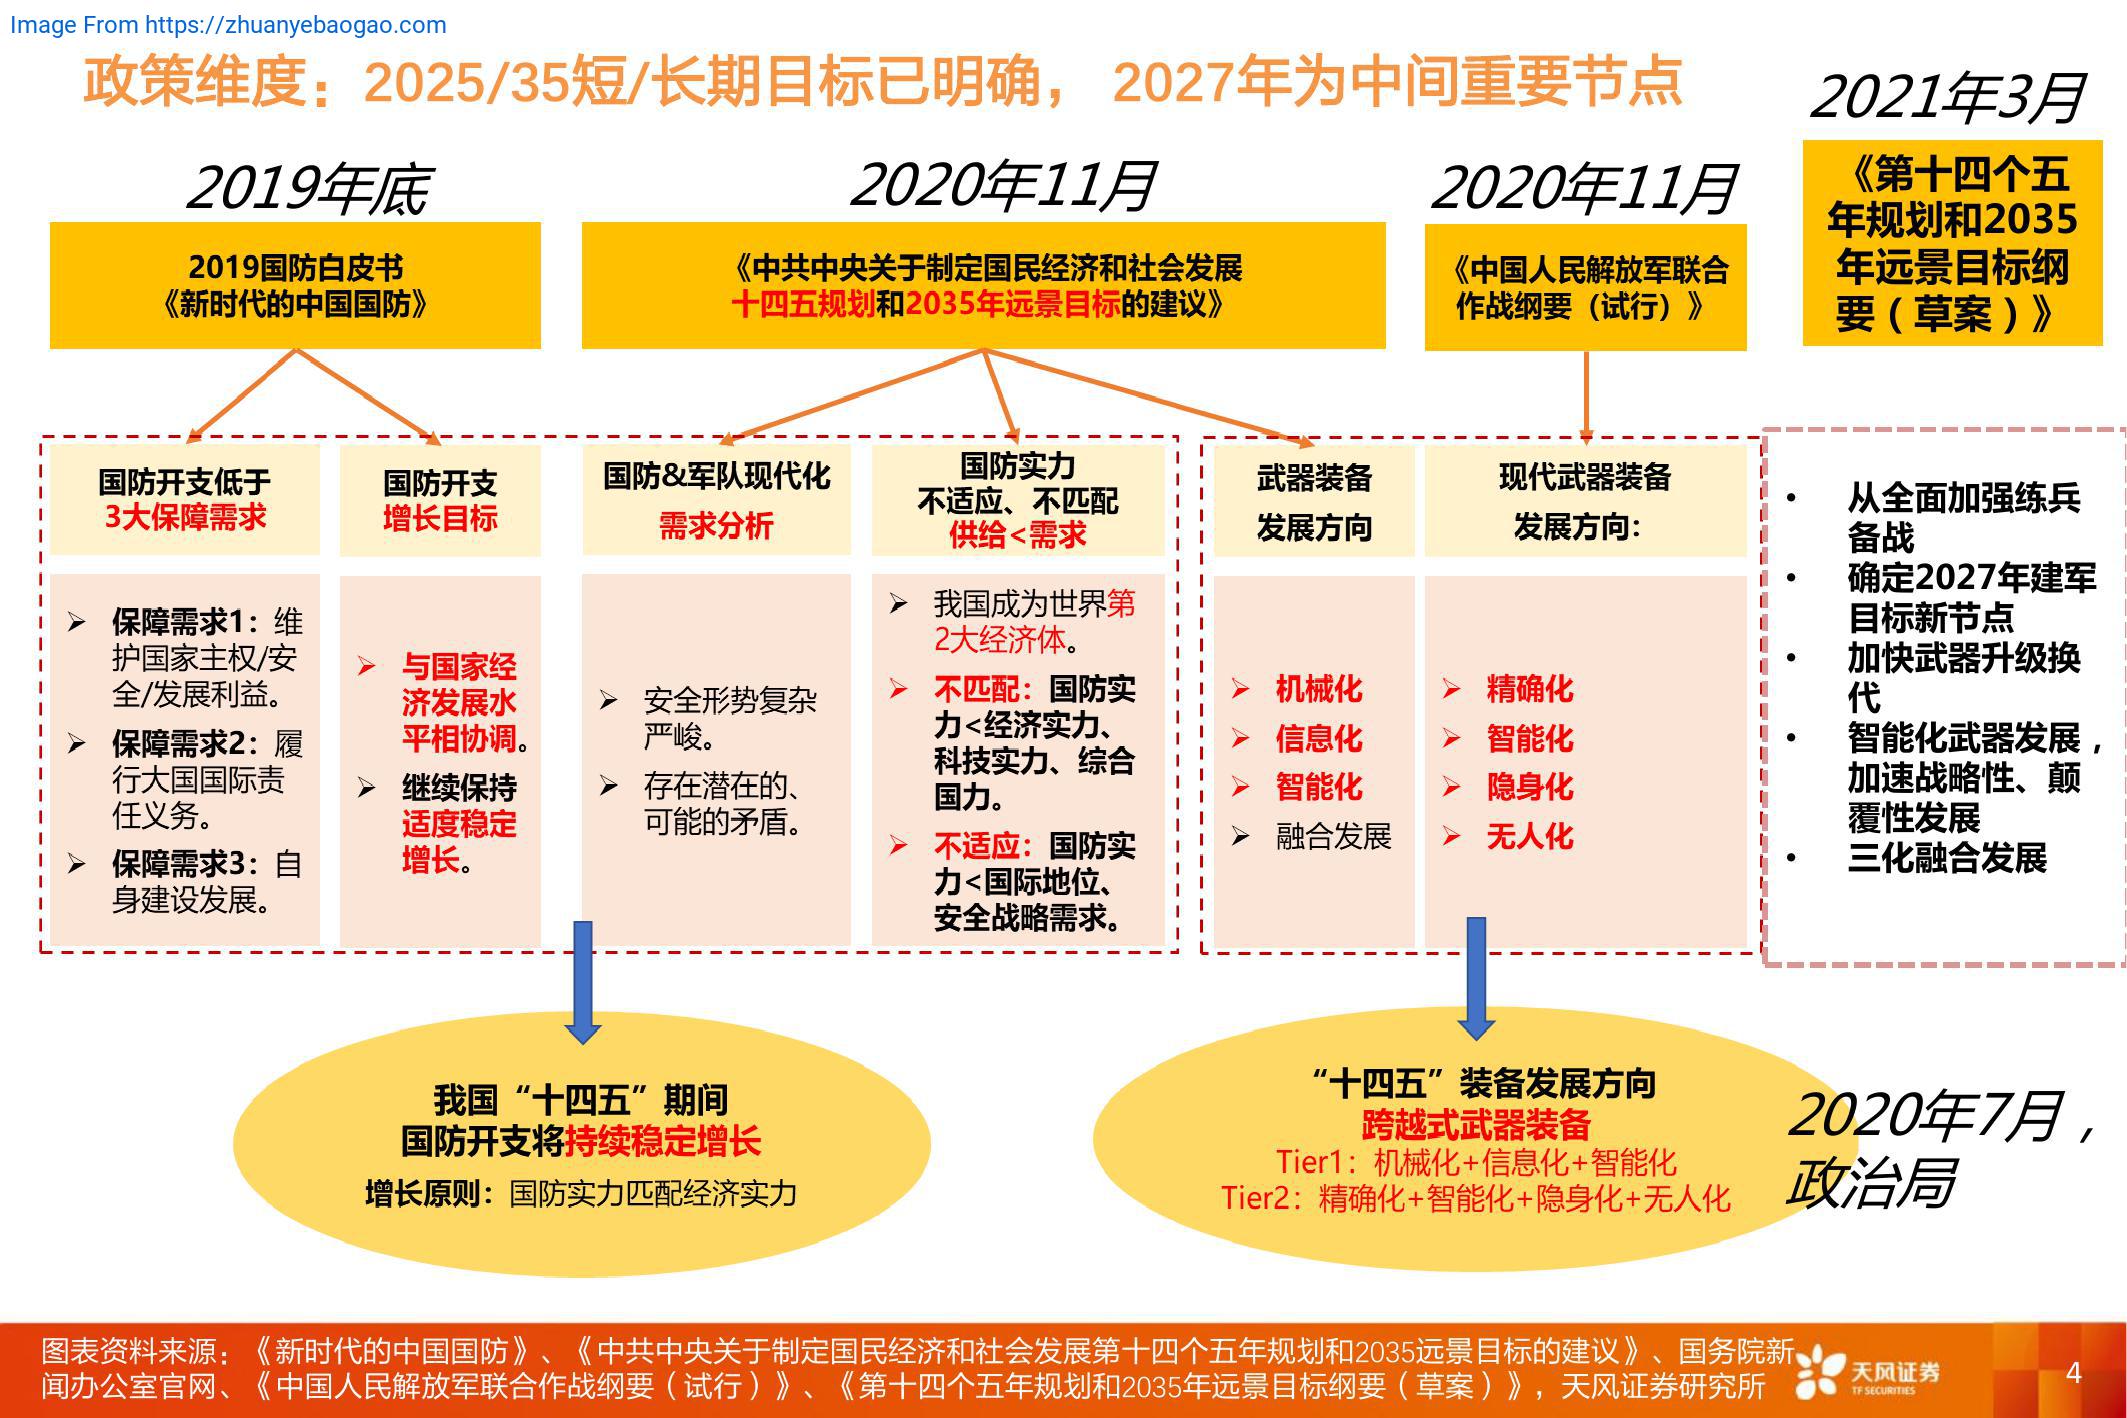 Image From https://zhuanyebaogao.com
政策维度：2025/35短/长期目标已明确， 2027年为中间重要节点
2021年3月
《第十四个五
年规划和2035
年远景目标纲
要（草案）》
2019年底
2020年11月
2020年11月
2019国防白皮书
《新时代的中国国防》
《中共中央关于制定国民经济和社会发展
十四五规划和2035年远景目标的建议》
《中国人民解放军联合
作战纲要（试行）》
国防开支低于
3大保障需求
国防开支
增长目标
国防&军队现代化
需求分析
国防实力
不适应、不匹配
供给<需求
武器装备
发展方向
现代武器装备
发展方向：
➢ 保障需求1：维
护国家主权/安
全/发展利益。
➢ 保障需求2：履
行大国国际责
任义务。
➢ 保障需求3：自
身建设发展。
➢ 与国家经
济发展水
平相协调。
➢ 继续保持
适度稳定
增长。
➢ 安全形势复杂
严峻。
➢ 存在潜在的、
可能的矛盾。
➢ 我国成为世界第
2大经济体。
➢ 不匹配：国防实
力<经济实力、
科技实力、综合
国力。
➢ 不适应：国防实
力<国际地位、
安全战略需求。
➢ 机械化
➢ 信息化
➢ 智能化
➢ 融合发展
➢ 精确化
➢ 智能化
➢ 隐身化
➢ 无人化
• 从全面加强练兵
备战
• 确定2027年建军
目标新节点
• 加快武器升级换
代
• 智能化武器发展，
加速战略性、颠
覆性发展
• 三化融合发展
我国“十四五”期间
国防开支将持续稳定增长
增长原则：国防实力匹配经济实力
“十四五”装备发展方向
跨越式武器装备
Tier1：机械化+信息化+智能化
Tier2：精确化+智能化+隐身化+无人化
2020年7月，
政治局
图表资料来源：《新时代的中国国防》、《中共中央关于制定国民经济和社会发展第十四个五年规划和2035远景目标的建议》、国务院新
闻办公室官网、《中国人民解放军联合作战纲要（试行）》、《第十四个五年规划和2035年远景目标纲要（草案）》，天风证券研究所
天风证券
TF SECURITIES
4